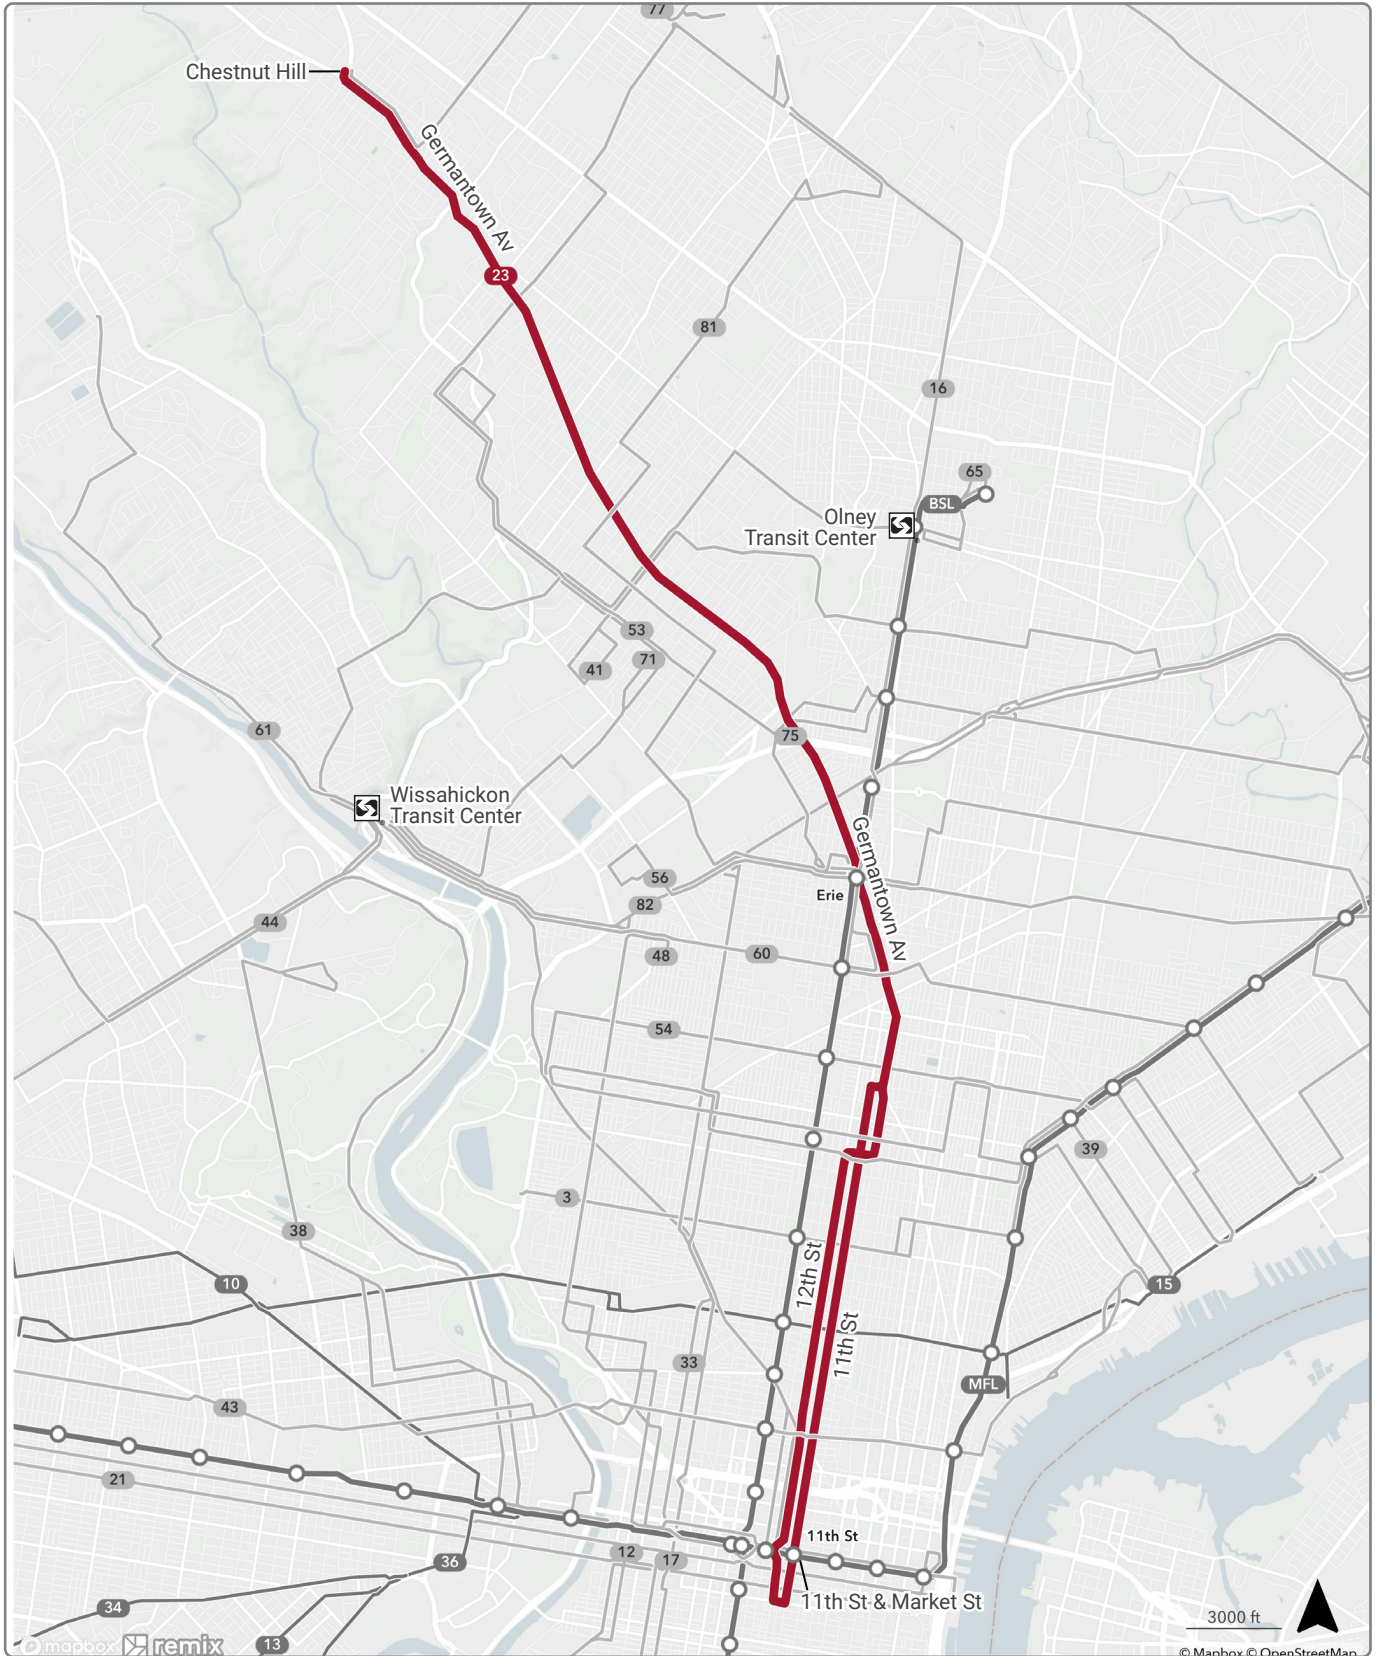 77
Chestnut Hill
Germantown Av
23
81
16
65
BSL
Olney
Transit Center
53
71
41
75
61
Wissahickon
Transit Center
Germantown Av
56
Erie
82
44
48
60
54
39
3
38
12th St
10
15
11th St
33
MFL
43
21
11th St
12
17
36
11th St & Market St
34
3000 ft
13
mapbox
remix
© Mapbox © OpenStreetMap